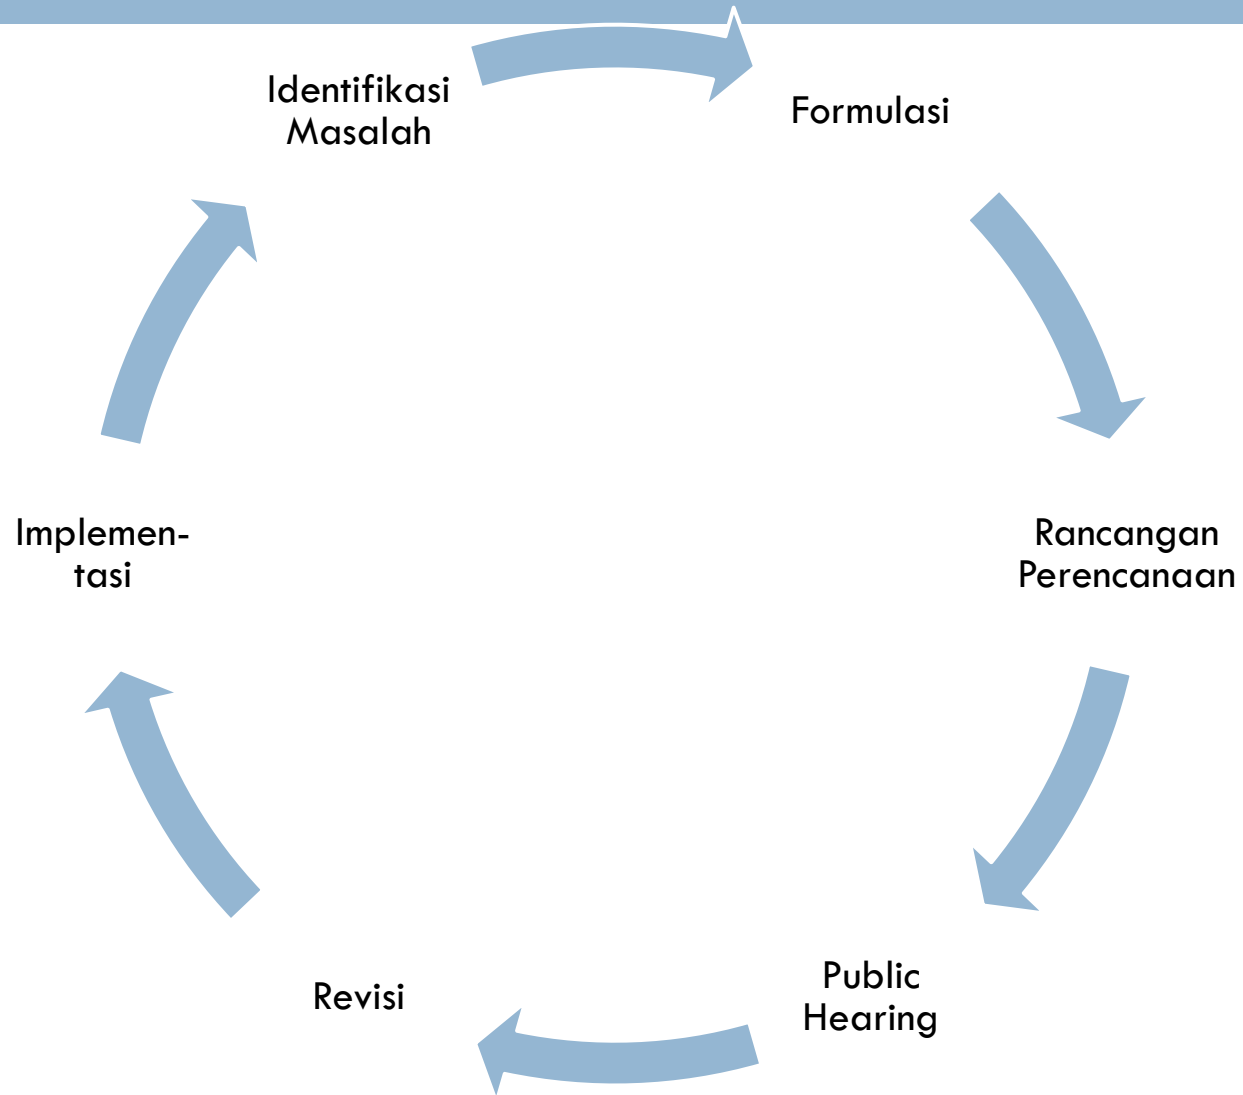 Identifikasi
Masalah
Formulasi
Rancangan
Perencanaan
Public
Hearing
Revisi
Implemen-
tasi